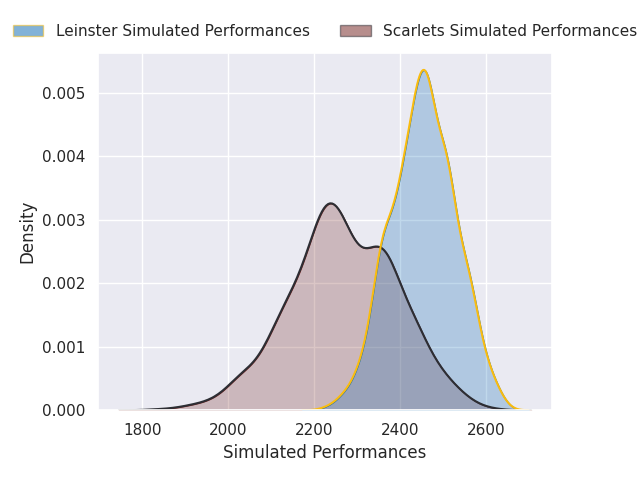 Leinster Simulated Performances
Scarlets Simulated Performances
0.005
0.004
0.003
0.002
0.001
0.000
Density
1800
2000
2200
2400
2600
Simulated Performances